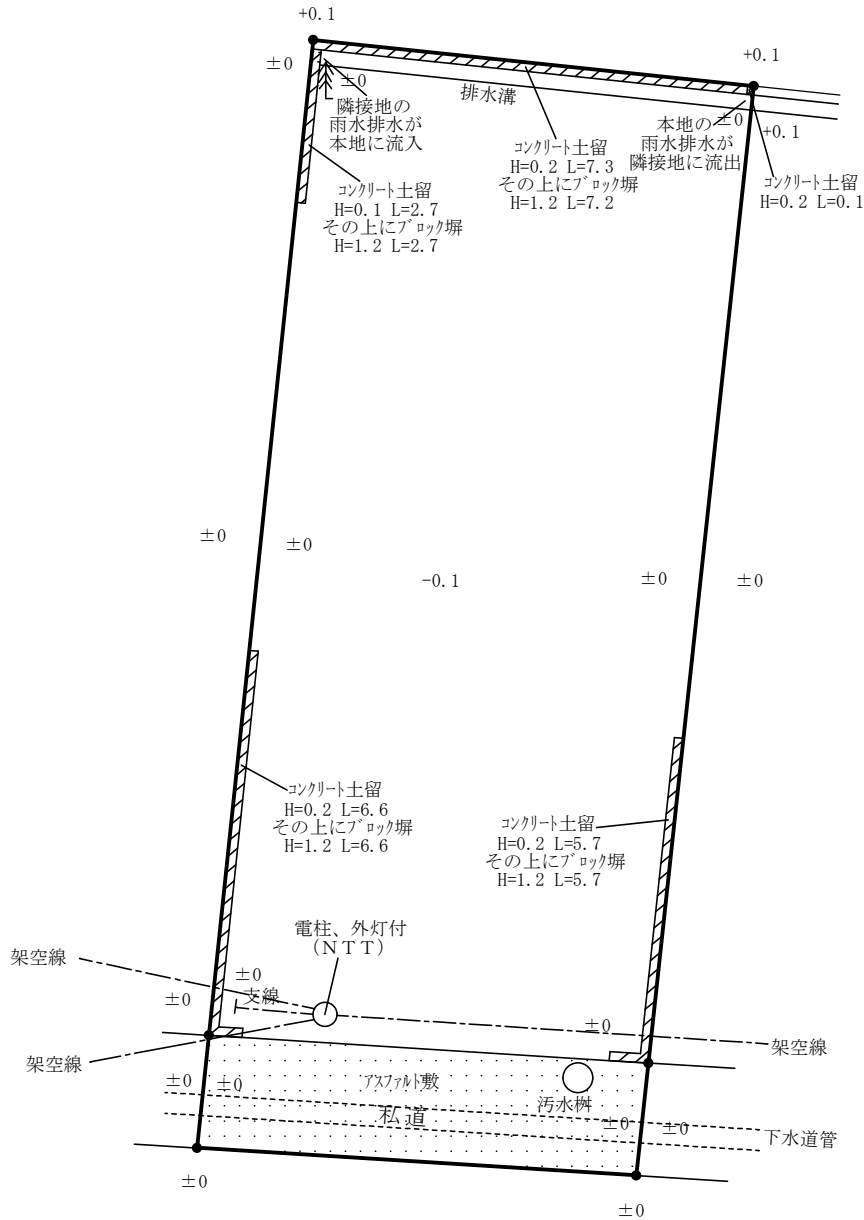 +0.1
+0.1
±0
±0
隣接地の
雨水排水が
本地に流入
排水溝
±0
本地の
雨水排水が
隣接地に流出
+0.1
ｺﾝｸﾘｰﾄ土留
H=0.2 L=7.3
その上にﾌﾞﾛｯｸ塀
H=1.2 L=7.2
ｺﾝｸﾘｰﾄ土留
H=0.2 L=0.1
ｺﾝｸﾘｰﾄ土留
H=0.1 L=2.7
その上にﾌﾞﾛｯｸ塀
H=1.2 L=2.7
±0
±0
-0.1
±0
±0
ｺﾝｸﾘｰﾄ土留
H=0.2 L=6.6
その上にﾌﾞﾛｯｸ塀
H=1.2 L=6.6
ｺﾝｸﾘｰﾄ土留
H=0.2 L=5.7
その上にﾌﾞﾛｯｸ塀
H=1.2 L=5.7
電柱、外灯付
(ＮＴＴ)
架空線
±0
±0
支線
±0
架空線
架空線
±0
±0
ｱｽﾌｧﾙﾄ敷
汚水桝
私道
±0
±0
下水道管
±0
±0